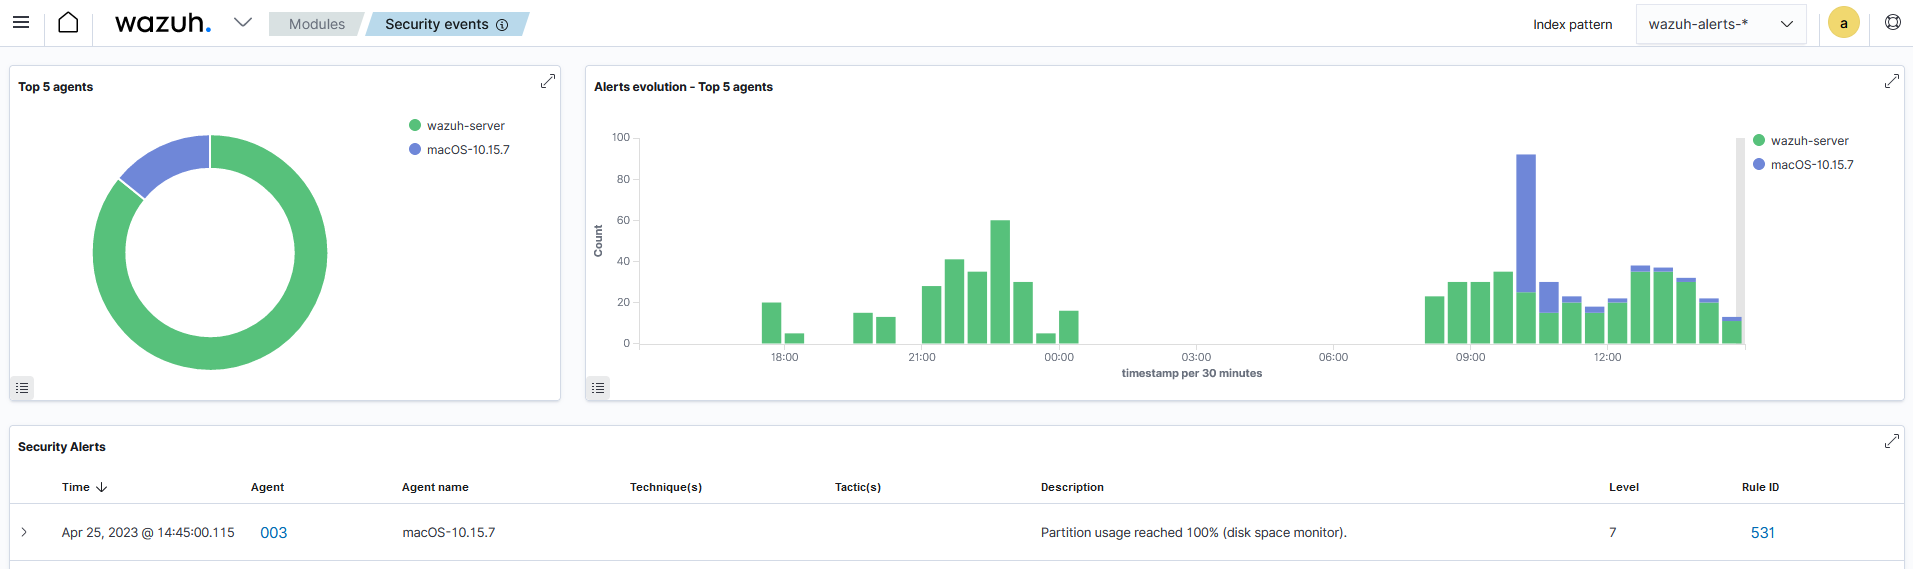 wazuh. Modules Security events Index pattern wazuh-alerts-* a
Top 5 agents
wazuh-server
macOS-10.15.7
Alerts evolution - Top 5 agents
100
80
60
40
20
0
Count
18:00 21:00 00:00 03:00 06:00 09:00 12:00
timestamp per 30 minutes
wazuh-server
macOS-10.15.7
Security Alerts
Time Agent Agent name Technique(s) Tactic(s) Description Level Rule ID
Apr 25, 2023 @ 14:45:00.115 003 macOS-10.15.7 Partition usage reached 100% (disk space monitor). 7 531